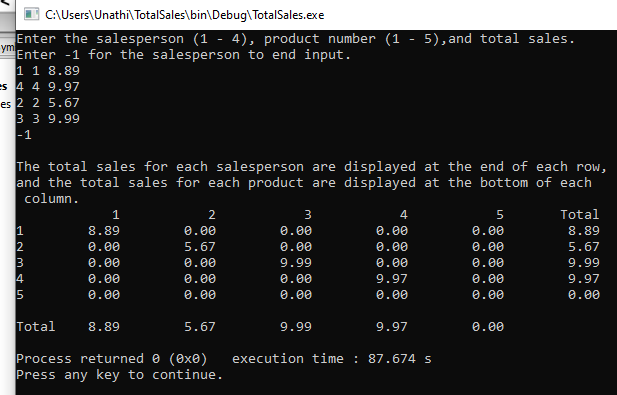 C:\Users\Unathi\TotalSales\bin\Debug\TotalSales.exe
Enter the salesperson (1 - 4), product number (1 - 5),and total sales.
Enter -1 for the salesperson to end input.
1 1 8.89
4 4 9.97
2 2 5.67
3 3 9.99
-1
The total sales for each salesperson are displayed at the end of each row,
and the total sales for each product are displayed at the bottom of each
column.
1 2 3 4 5 Total
1 8.89 0.00 0.00 0.00 0.00 8.89
2 0.00 5.67 0.00 0.00 0.00 5.67
3 0.00 0.00 9.99 0.00 0.00 9.99
4 0.00 0.00 0.00 9.97 0.00 9.97
5 0.00 0.00 0.00 0.00 0.00 0.00
Total 8.89 5.67 9.99 9.97 0.00
Process returned 0 (0x0) execution time : 87.674 s
Press any key to continue.